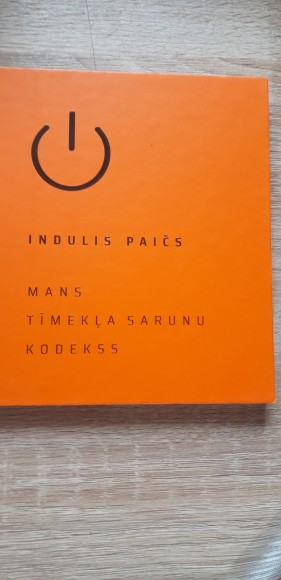 INDULIS PAIČS
MANS
TĪMEKĻA SARUNU
KODEKSS